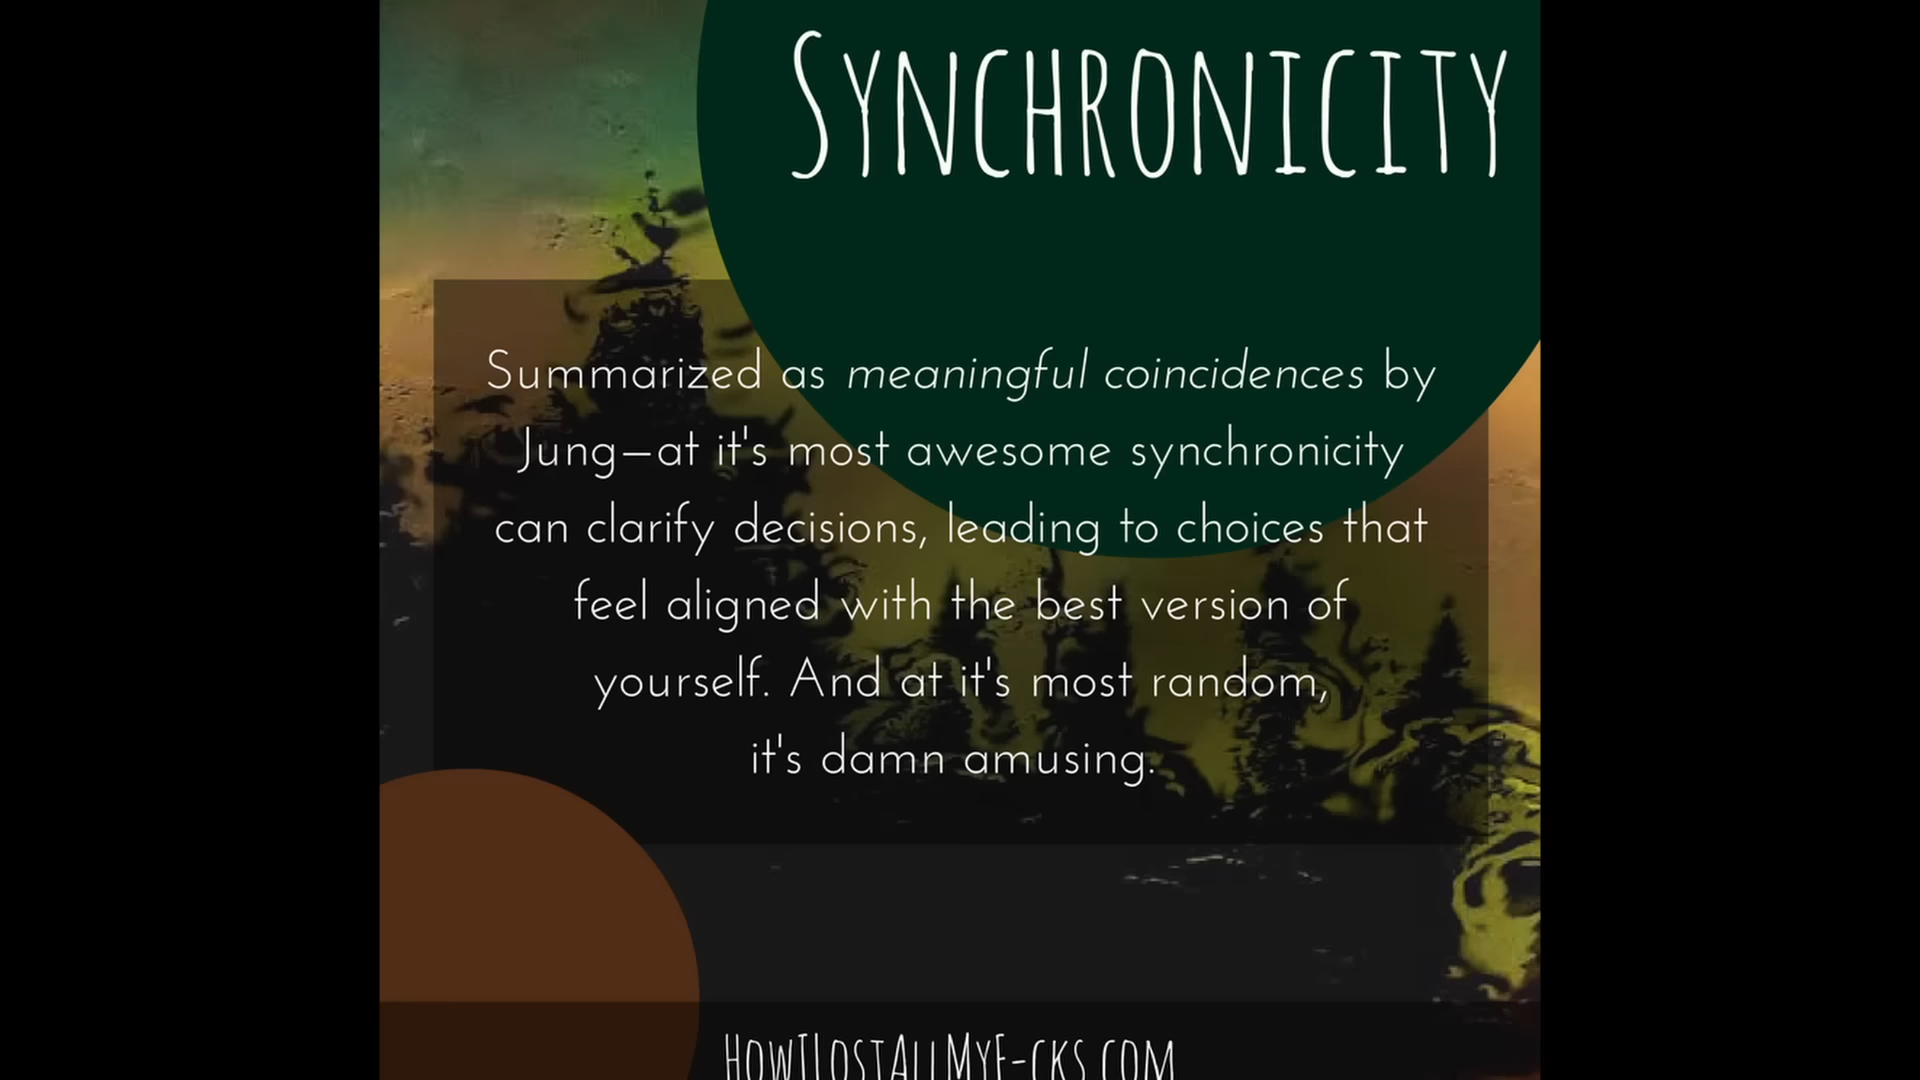 Synchronicity
Summarized as meaningful coincidences by
Jung—at it's most awesome synchronicity
can clarify decisions, leading to choices that
feel aligned with the best version of
yourself. And at it's most random,
it's damn amusing.
HowILostAllMyF-cks.com